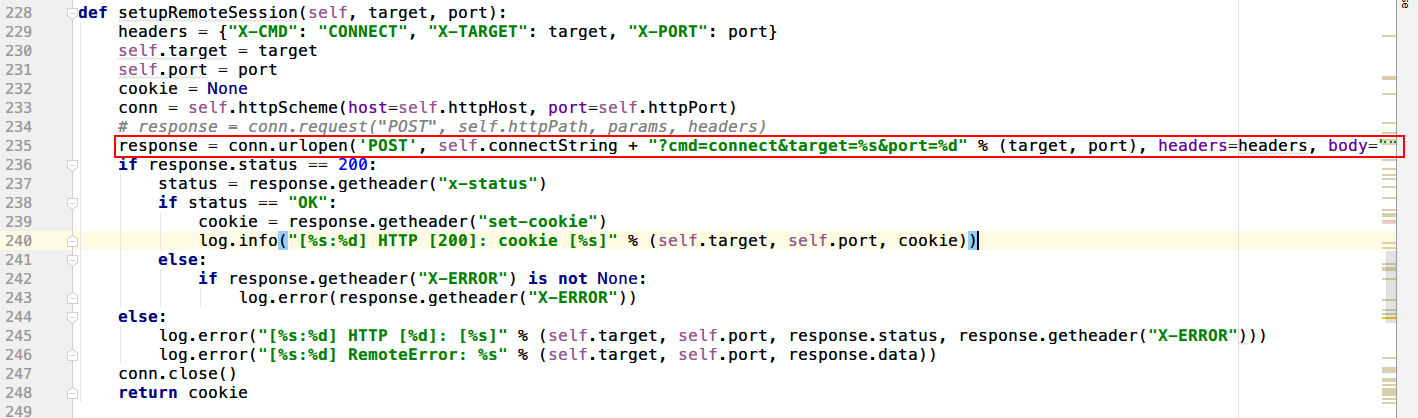 228 def setupRemoteSession(self, target, port):
229     headers = {"X-CMD": "CONNECT", "X-TARGET": target, "X-PORT": port}
230     self.target = target
231     self.port = port
232     cookie = None
233     conn = self.httpScheme(host=self.httpHost, port=self.httpPort)
234     # response = conn.request("POST", self.httpPath, params, headers)
235     response = conn.urlopen('POST', self.connectString + "?cmd=connect&target=%s&port=%d" % (target, port), headers=headers, body="
236     if response.status == 200:
237         status = response.getheader("x-status")
238         if status == "OK":
239             cookie = response.getheader("set-cookie")
240             log.info("[%s:%d] HTTP [200]: cookie [%s]" % (self.target, self.port, cookie))
241         else:
242             if response.getheader("X-ERROR") is not None:
243                 log.error(response.getheader("X-ERROR"))
244     else:
245         log.error("[%s:%d] HTTP [%d]: [%s]" % (self.target, self.port, response.status, response.getheader("X-ERROR")))
246         log.error("[%s:%d] RemoteError: %s" % (self.target, self.port, response.data))
247     conn.close()
248     return cookie
249